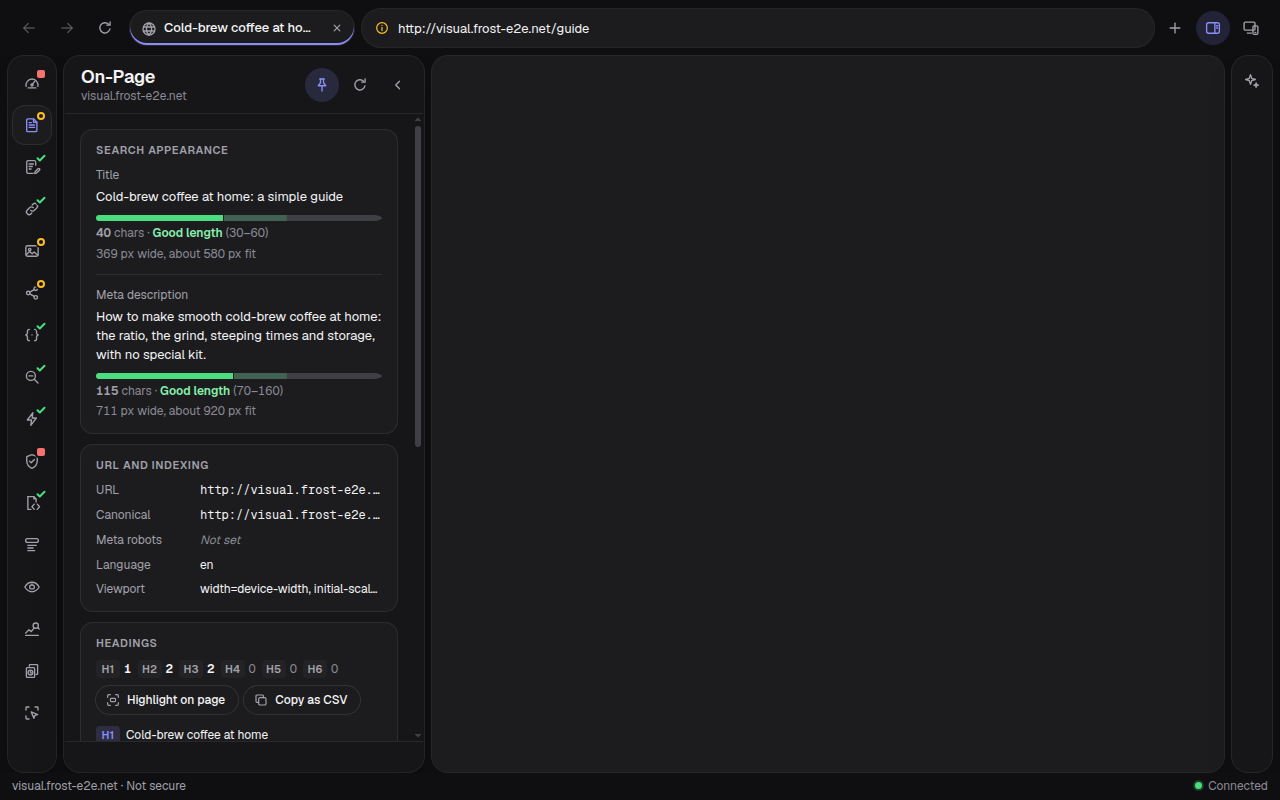 Cold-brew coffee at ho...
http://visual.frost-e2e.net/guide
On-Page
visual.frost-e2e.net
SEARCH APPEARANCE
Title
Cold-brew coffee at home: a simple guide
40 chars · Good length (30–60)
369 px wide, about 580 px fit
Meta description
How to make smooth cold-brew coffee at home:
the ratio, the grind, steeping times and storage,
with no special kit.
115 chars · Good length (70–160)
711 px wide, about 920 px fit
URL AND INDEXING
URL http://visual.frost-e2e.…
Canonical http://visual.frost-e2e.…
Meta robots Not set
Language en
Viewport width=device-width, initial-scal…
HEADINGS
H1 1 H2 2 H3 2 H4 0 H5 0 H6 0
Highlight on page Copy as CSV
H1 Cold-brew coffee at home
visual.frost-e2e.net · Not secure
Connected